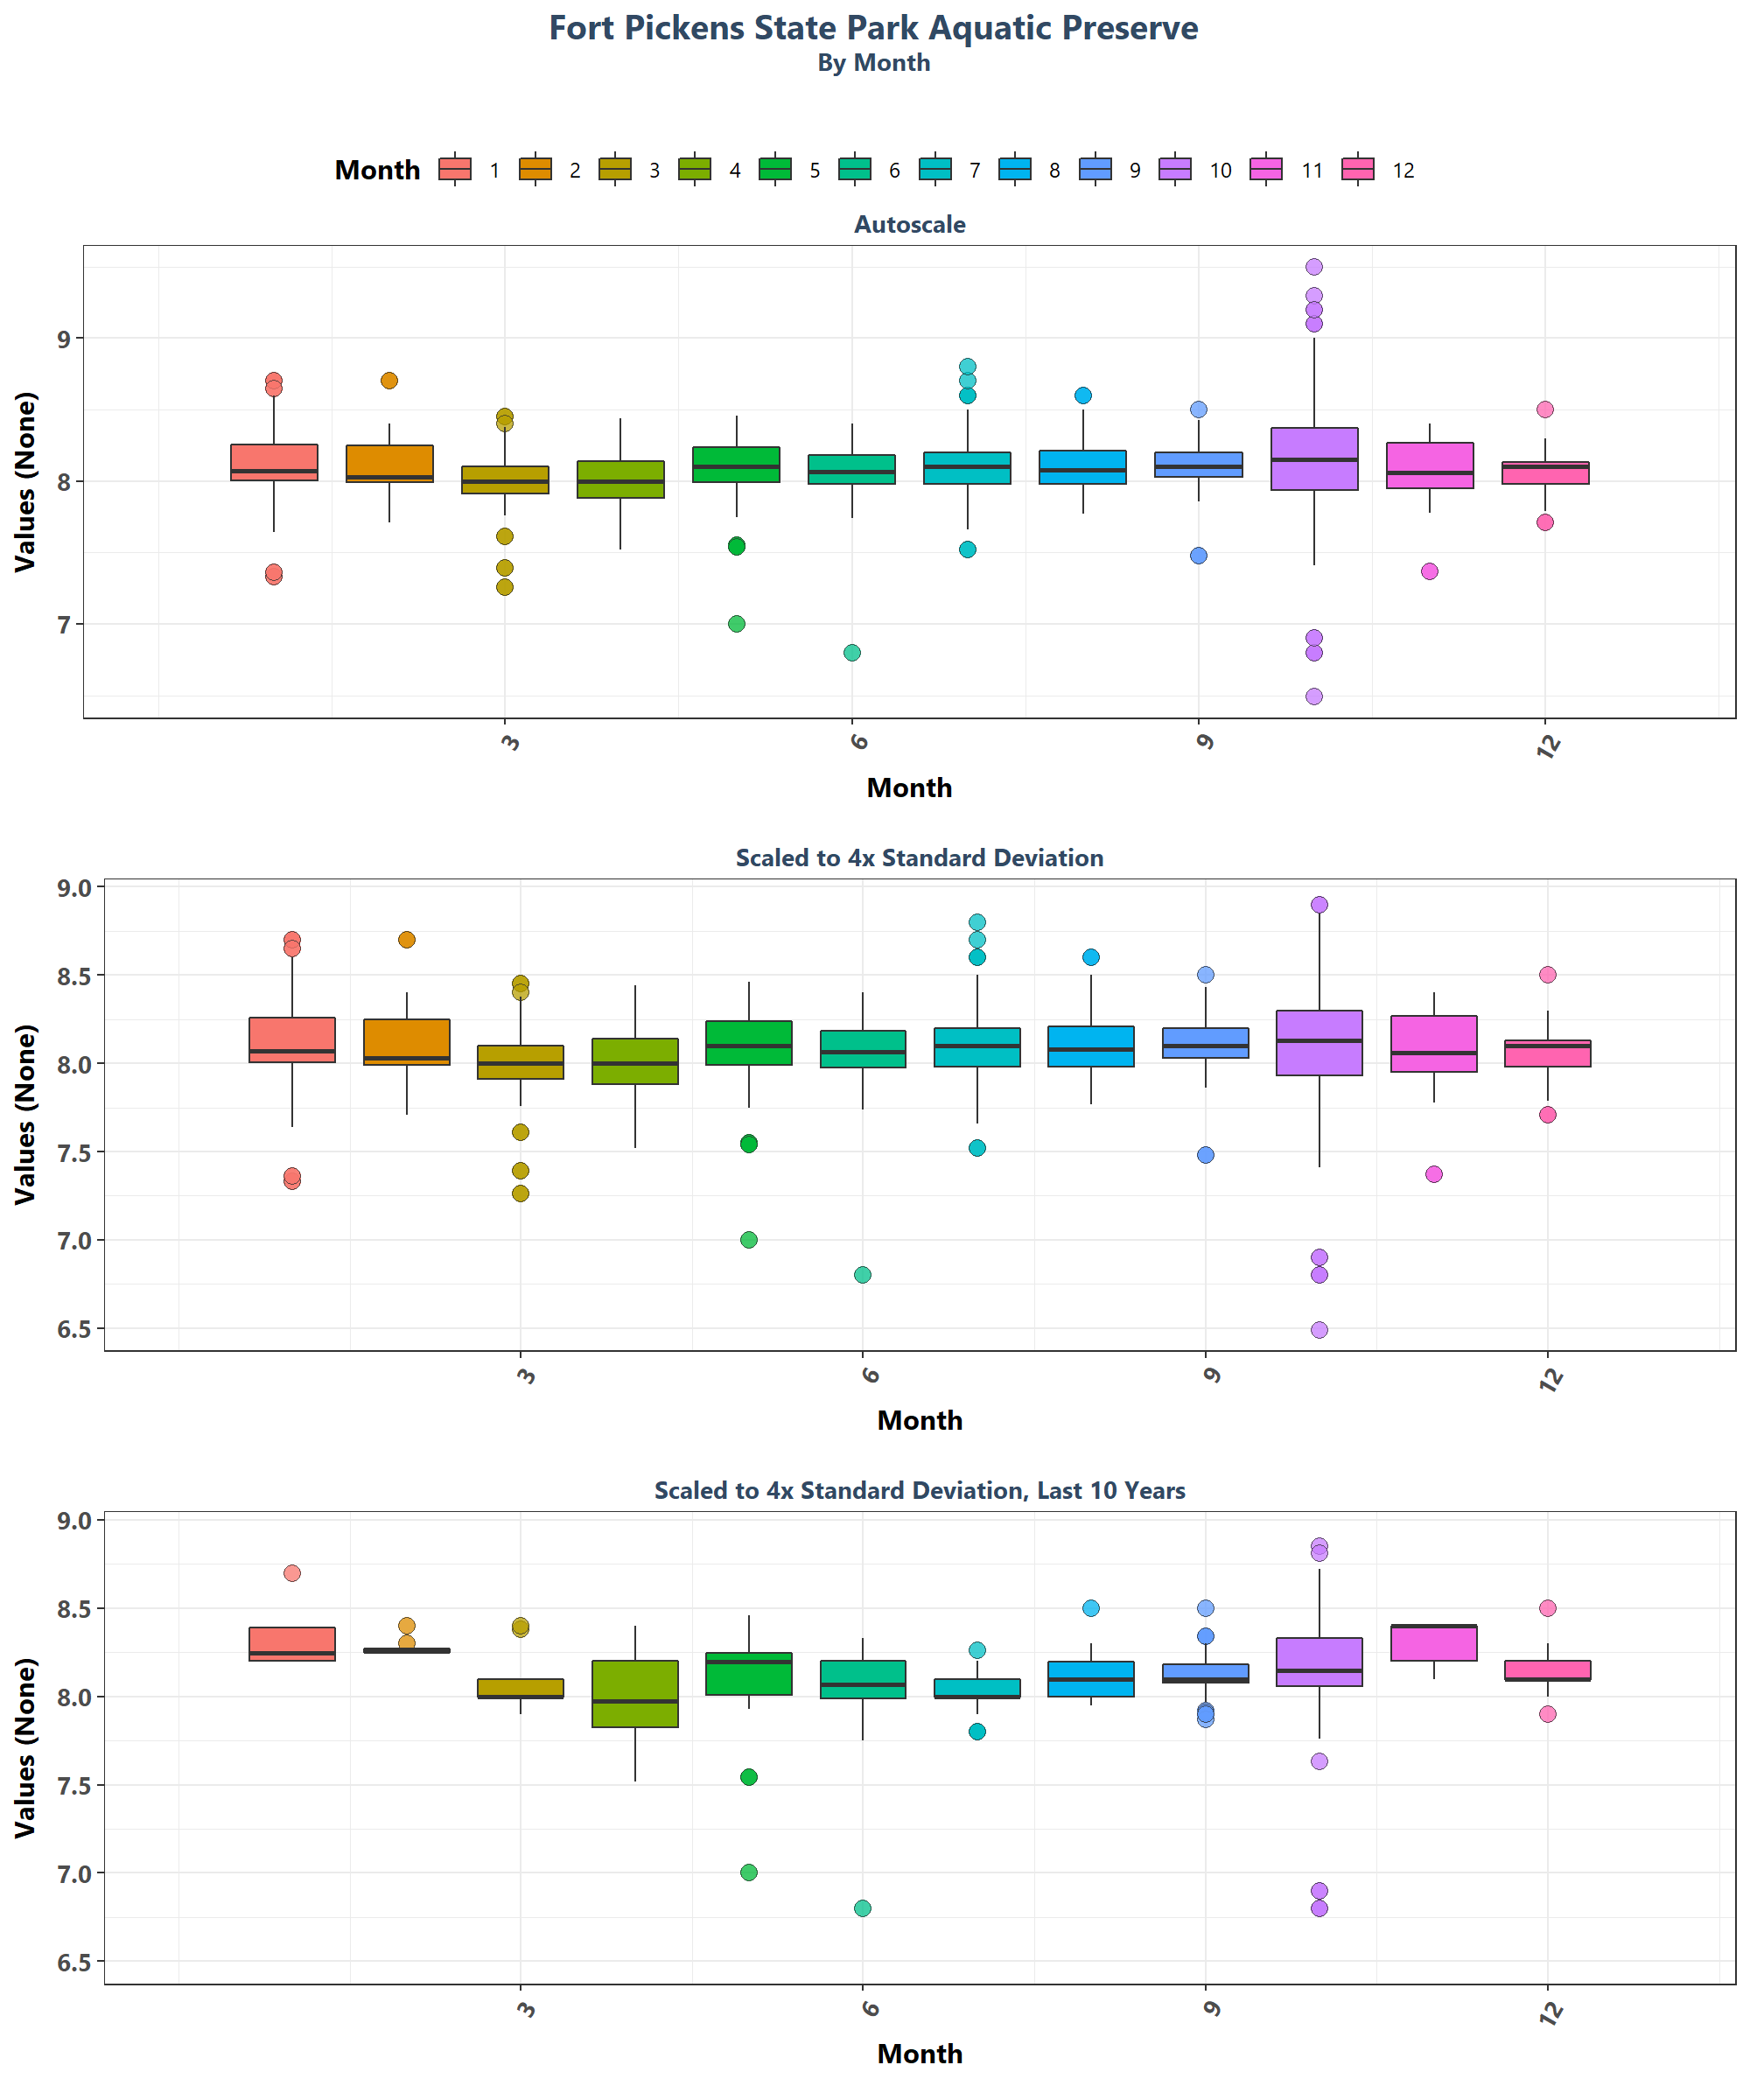 Fort Pickens State Park Aquatic Preserve
By Month
Month 1 2 3 4 5 6 7 8 9 10 11 12
Autoscale
Values (None)
9
8
7
3 6 9 12
Month
Scaled to 4x Standard Deviation
Values (None)
9.0
8.5
8.0
7.5
7.0
6.5
3 6 9 12
Month
Scaled to 4x Standard Deviation, Last 10 Years
Values (None)
9.0
8.5
8.0
7.5
7.0
6.5
3 6 9 12
Month